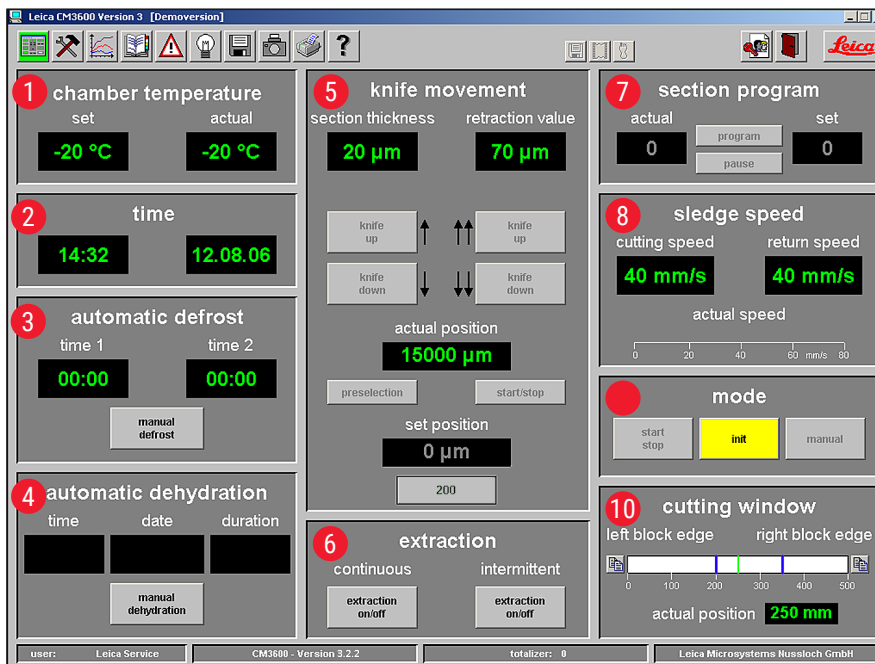 Leica CM3600 Version 3 [Demoversion]
?
Leica
1
chamber temperature
set actual
-20 °C -20 °C
2
time
14:32 12.08.06
3
automatic defrost
time 1 time 2
00:00 00:00
manual
defrost
4
automatic dehydration
time date duration
manual
dehydration
5
knife movement
section thickness retraction value
20 µm 70 µm
knife
up
knife
up
knife
down
knife
down
actual position
15000 µm
preselection start/stop
set position
0 µm
200
6
extraction
continuous intermittent
extraction
on/off
extraction
on/off
7
section program
actual set
0 program 0
pause
8
sledge speed
cutting speed return speed
40 mm/s 40 mm/s
actual speed
0 20 40 60 mm/s 80
mode
start
stop
init
manual
10
cutting window
left block edge right block edge
0 100 200 300 400 500
actual position 250 mm
user: Leica Service CM3600 - Version 3.2.2 totalizer: 0 Leica Microsystems Nussloch GmbH